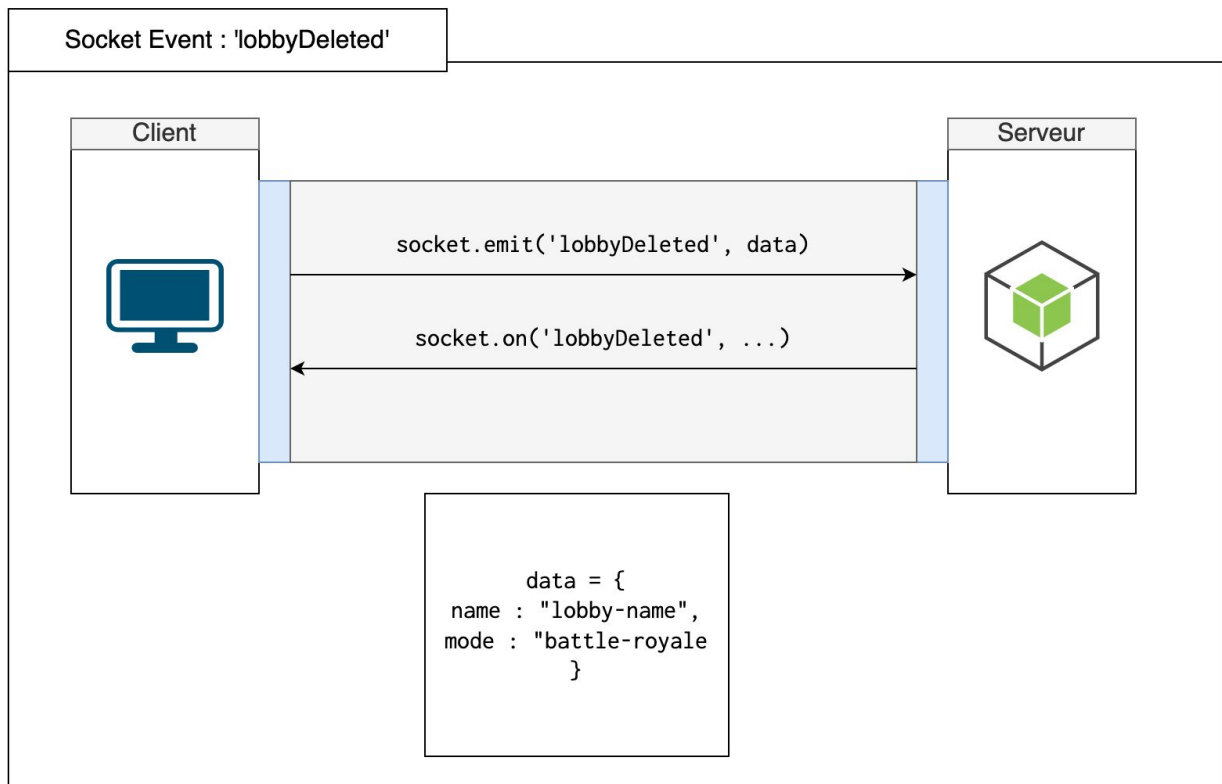 Socket Event : 'lobbyDeleted'
Client
Serveur
socket.emit('lobbyDeleted', data)
socket.on('lobbyDeleted', ...)
data = {
name : "lobby-name",
mode : "battle-royale
}